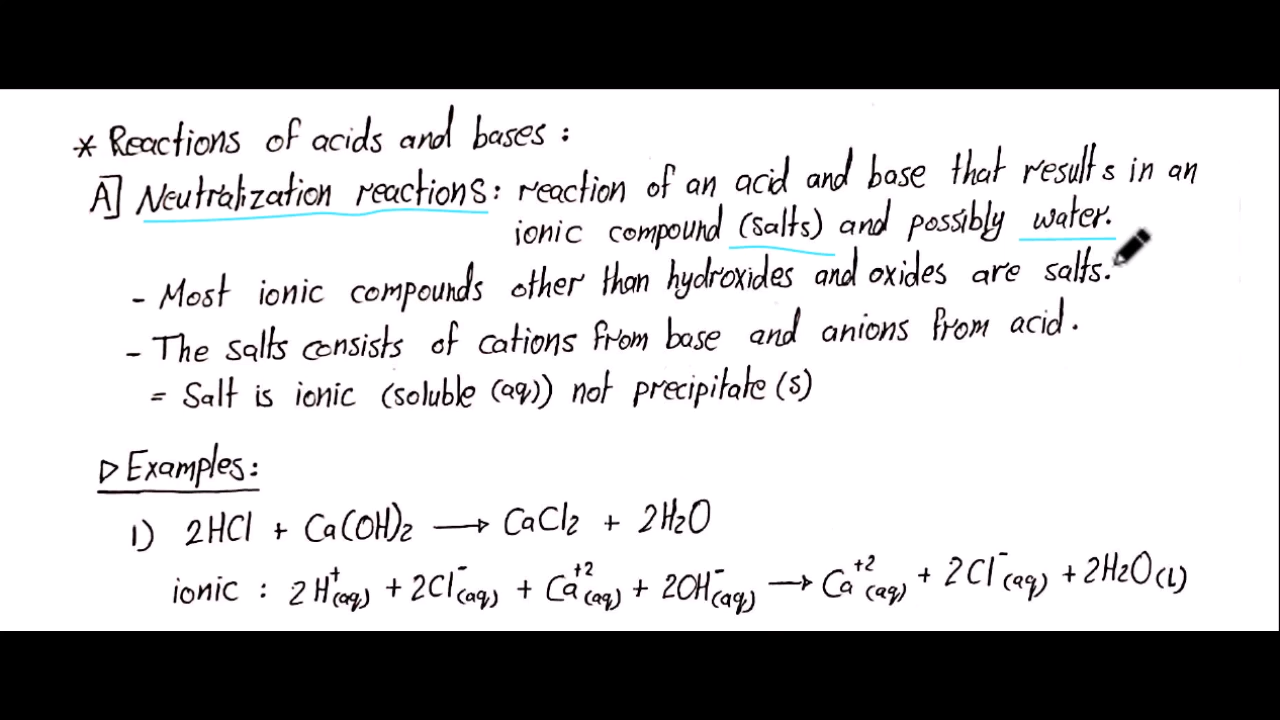 * Reactions of acids and bases :
A] Neutralization reactions : reaction of an acid and base that results in an
ionic compound (salts) and possibly water.
- Most ionic compounds other than hydroxides and oxides are salts.
- The salts consists of cations from base and anions from acid.
= Salt is ionic (soluble (aq)) not precipitate (s)
▷ Examples :
1) 2HCl + Ca(OH)₂ ⟶ CaCl₂ + 2H₂O
ionic : 2H⁺(aq) + 2Cl⁻(aq) + Ca⁺²(aq) + 2OH⁻(aq) ⟶ Ca⁺²(aq) + 2Cl⁻(aq) + 2H₂O(L)